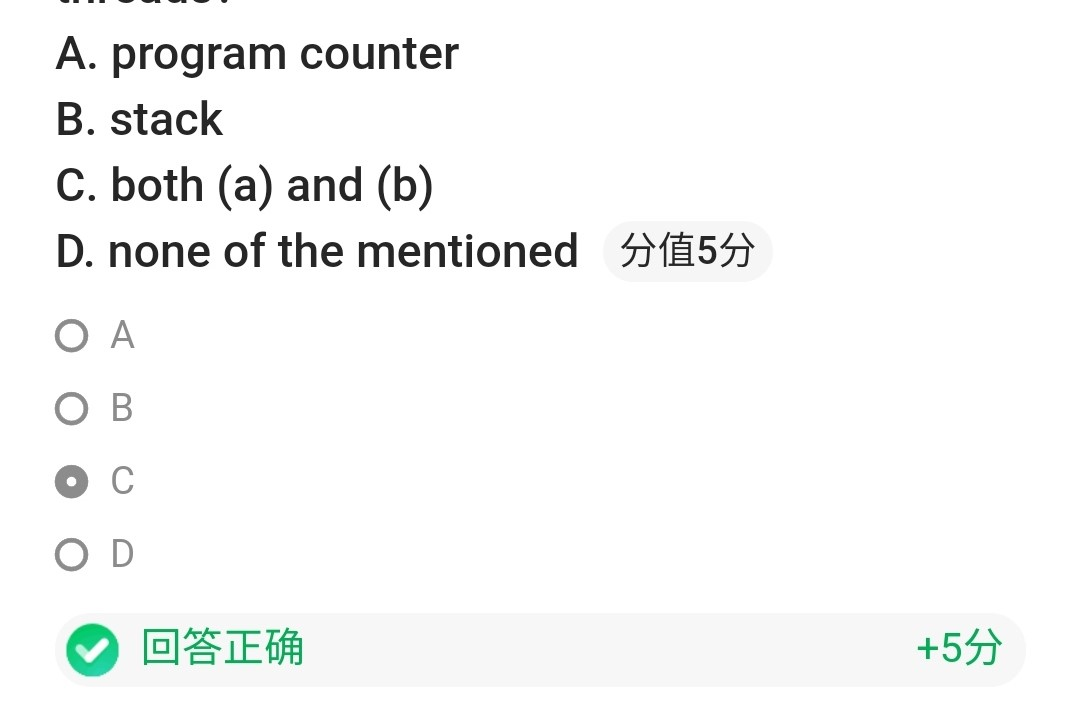 A. program counter
B. stack
C. both (a) and (b)
D. none of the mentioned 分值5分
A
B
C
D
回答正确 +5分